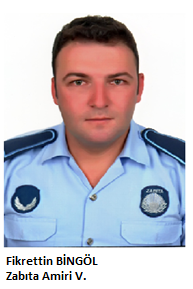 ZABITA
Fikrettin BİNGÖL
Zabıta Amiri V.